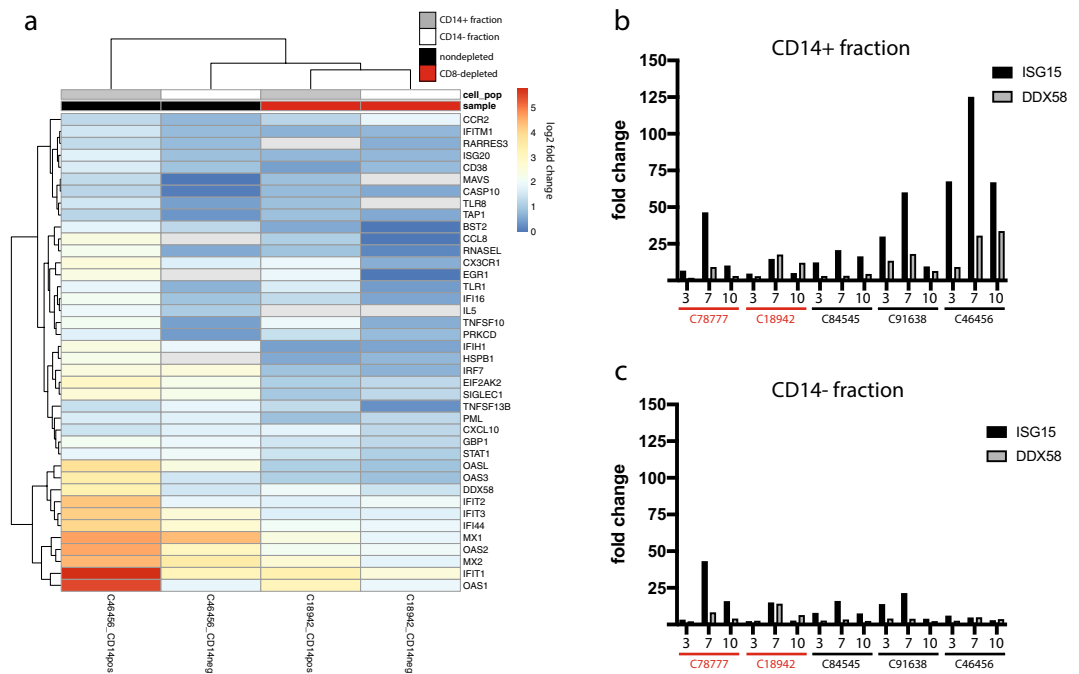 a
CD14+ fraction
CD14- fraction
nondepleted
CD8-depleted
cell_pop
sample
CCR2
IFITM1
RARRES3
ISG20
CD38
MAVS
CASP10
TLR8
TAP1
BST2
CCL8
RNASEL
CX3CR1
EGR1
TLR1
IFI16
IL5
TNFSF10
PRKCD
IFIH1
HSPB1
IRF7
EIF2AK2
SIGLEC1
TNFSF13B
PML
CXCL10
GBP1
STAT1
OASL
OAS3
DDX58
IFIT2
IFIT3
IFI44
MX1
OAS2
MX2
IFIT1
OAS1
5
4
3
2
1
0
log2 fold change
C46456_CD14pos
C46456_CD14neg
C18942_CD14pos
C18942_CD14neg
b
CD14+ fraction
ISG15
DDX58
fold change
150
125
100
75
50
25
3 7 10 3 7 10 3 7 10 3 7 10 3 7 10
C78777 C18942 C84545 C91638 C46456
c
CD14- fraction
ISG15
DDX58
fold change
150
125
100
75
50
25
3 7 10 3 7 10 3 7 10 3 7 10 3 7 10
C78777 C18942 C84545 C91638 C46456